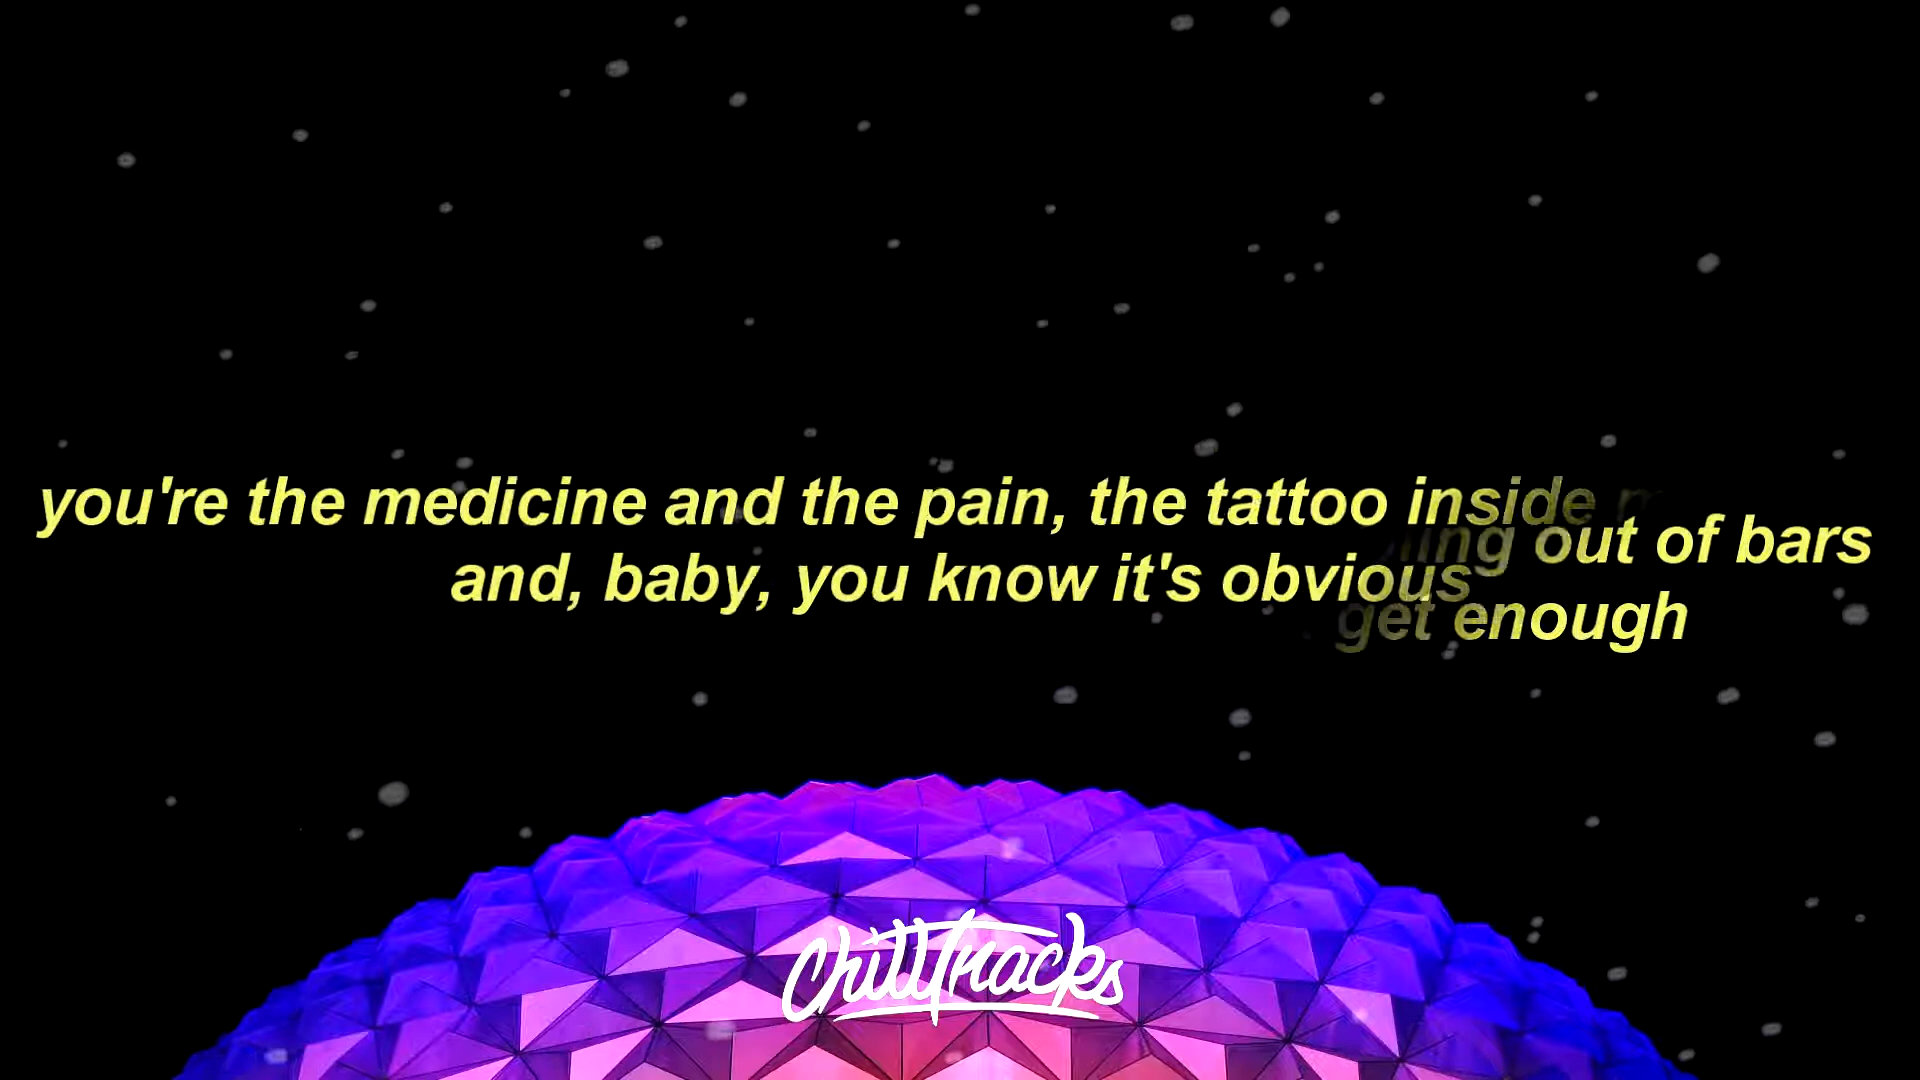 you're the medicine and the pain, the tattoo inside
out of bars
and, baby, you know it's obvious
get enough
ChillTracks